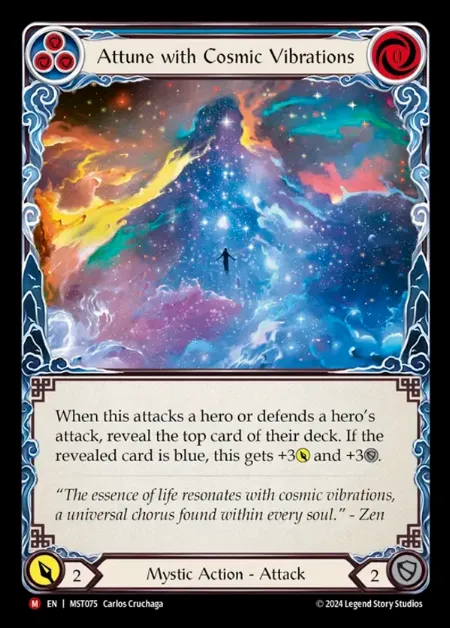 Attune with Cosmic Vibrations
0
When this attacks a hero or defends a hero's
attack, reveal the top card of their deck. If the
revealed card is blue, this gets +3 and +3.
“The essence of life resonates with cosmic vibrations,
a universal chorus found within every soul.” - Zen
2 Mystic Action - Attack 2
M EN | MST075 Carlos Cruchaga © 2024 Legend Story Studios